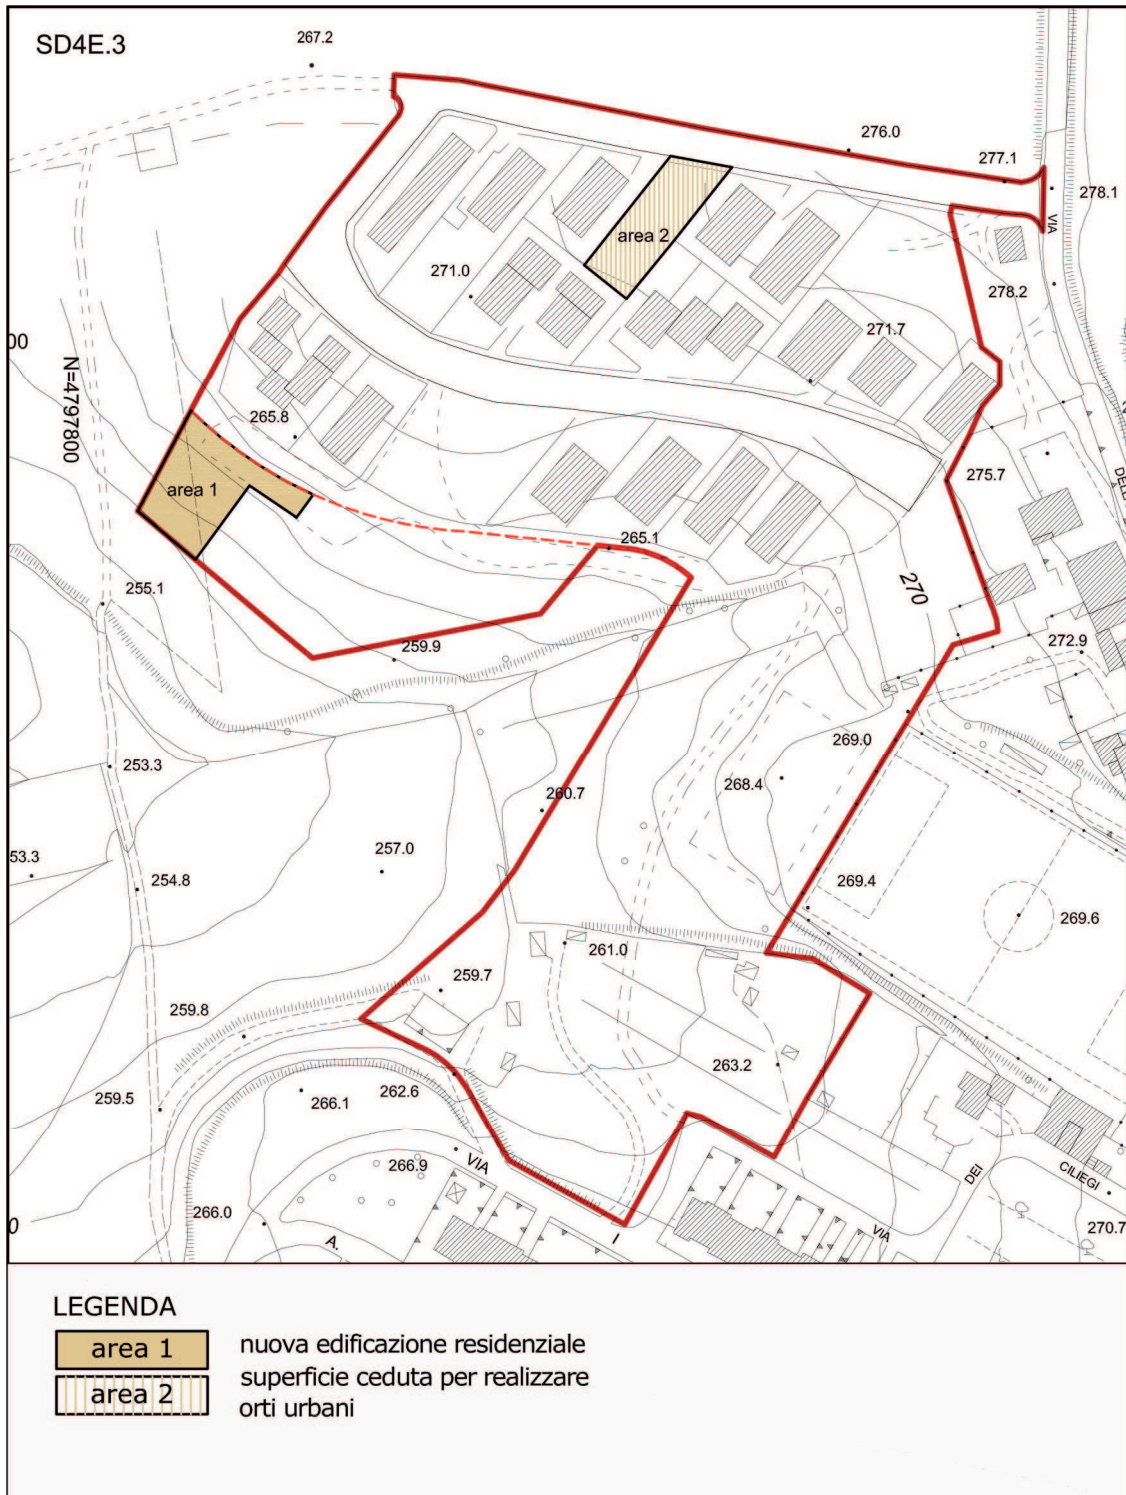 SD4E.3
267.2
276.0
277.1
278.1
VIA
area 2
271.0
278.2
271.7
00
N=4797800
265.8
275.7
area 1
DELL
265.1
255.1
270
259.9
272.9
269.0
253.3
268.4
260.7
257.0
53.3
254.8
269.4
269.6
261.0
259.7
259.8
263.2
262.6
266.1
259.5
266.9
VIA
DEI
CILIEGI
266.0
0
A.
I
VIA
270.7
LEGENDA
area 1 nuova edificazione residenziale
superficie ceduta per realizzare
area 2
orti urbani